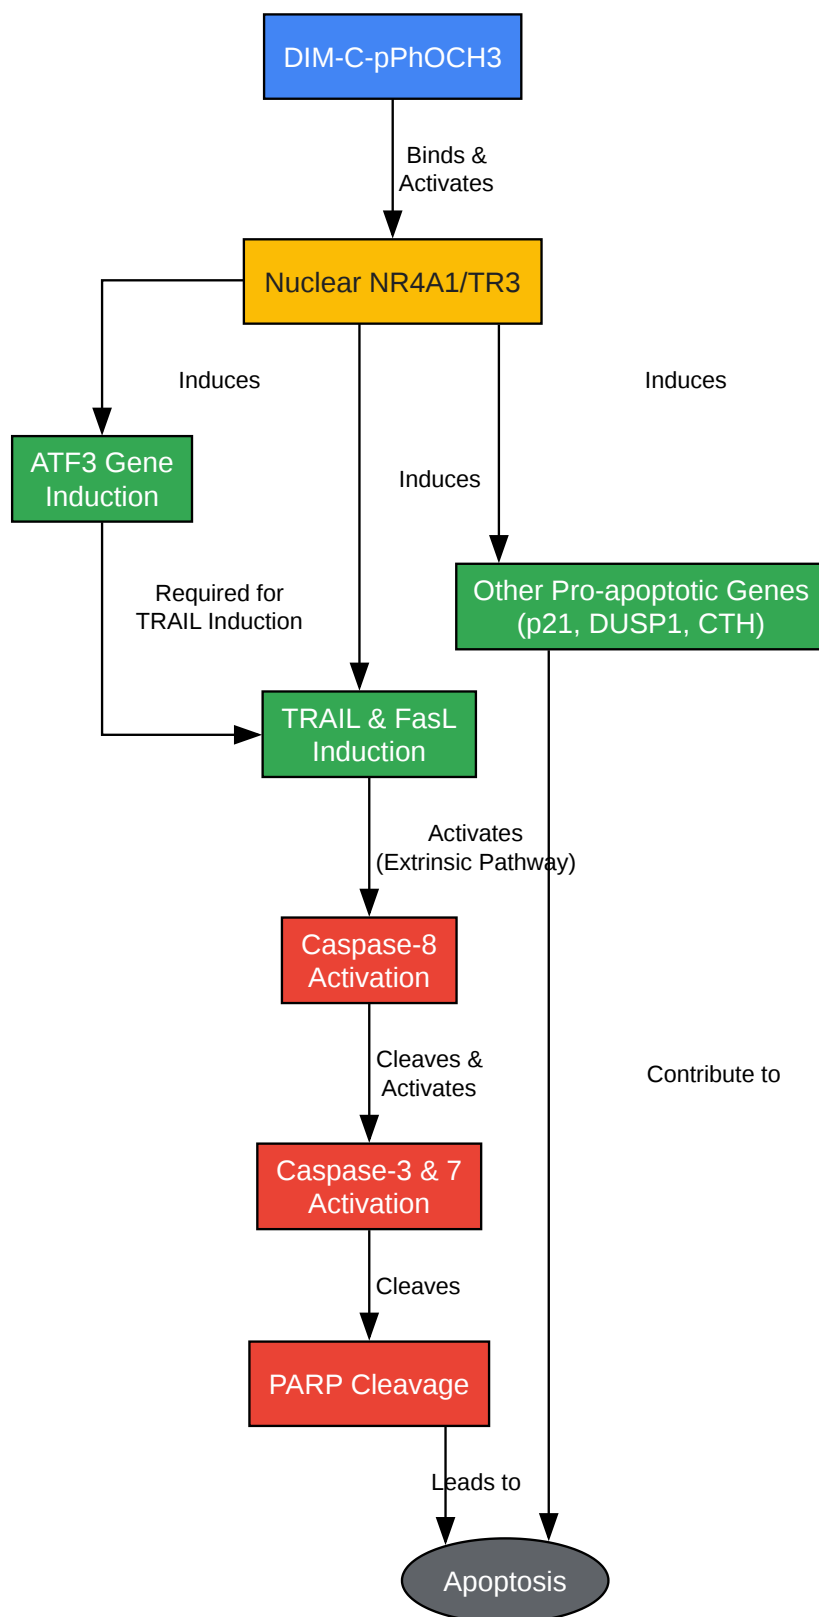 DIM-C-pPhOCH3
Binds &
Activates
Nuclear NR4A1/TR3
Induces
Induces
ATF3 Gene
Induction
Induces
Required for
TRAIL Induction
Other Pro-apoptotic Genes
(p21, DUSP1, CTH)
TRAIL & FasL
Induction
Activates
(Extrinsic Pathway)
Caspase-8
Activation
Cleaves &
Activates
Contribute to
Caspase-3 & 7
Activation
Cleaves
PARP Cleavage
Leads to
Apoptosis